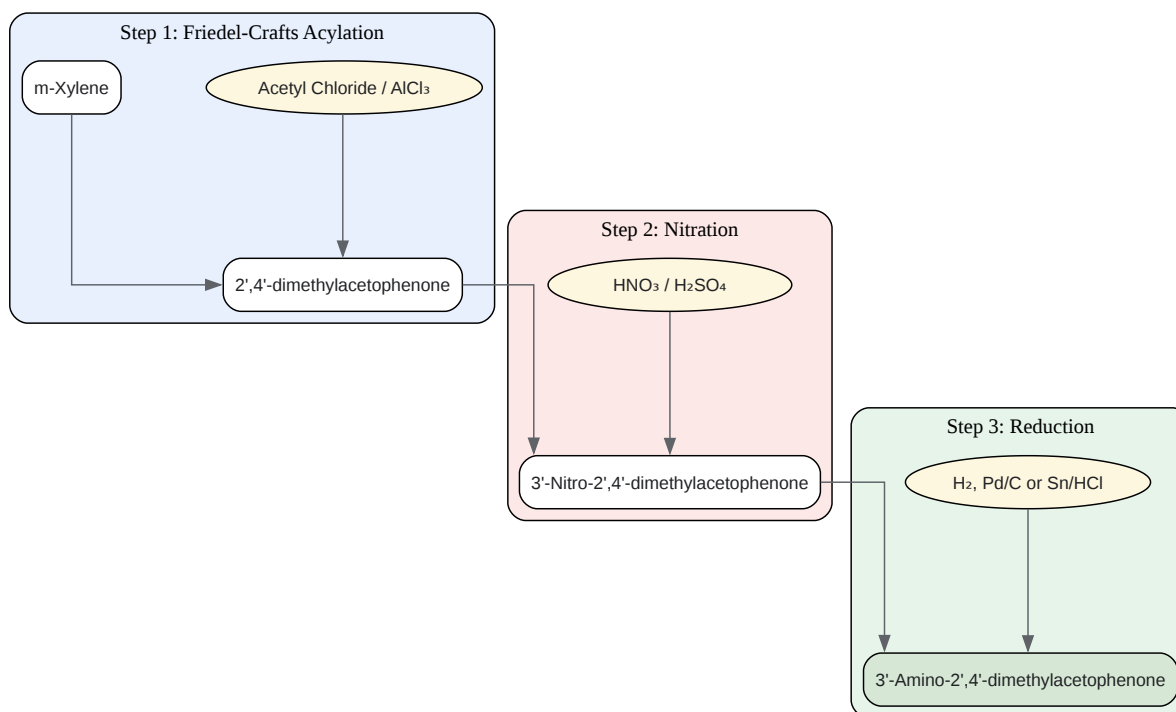 Step 1: Friedel-Crafts Acylation
m-Xylene
Acetyl Chloride / AlCl₃
2',4'-dimethylacetophenone
Step 2: Nitration
HNO₃ / H₂SO₄
3'-Nitro-2',4'-dimethylacetophenone
Step 3: Reduction
H₂, Pd/C or Sn/HCl
3'-Amino-2',4'-dimethylacetophenone